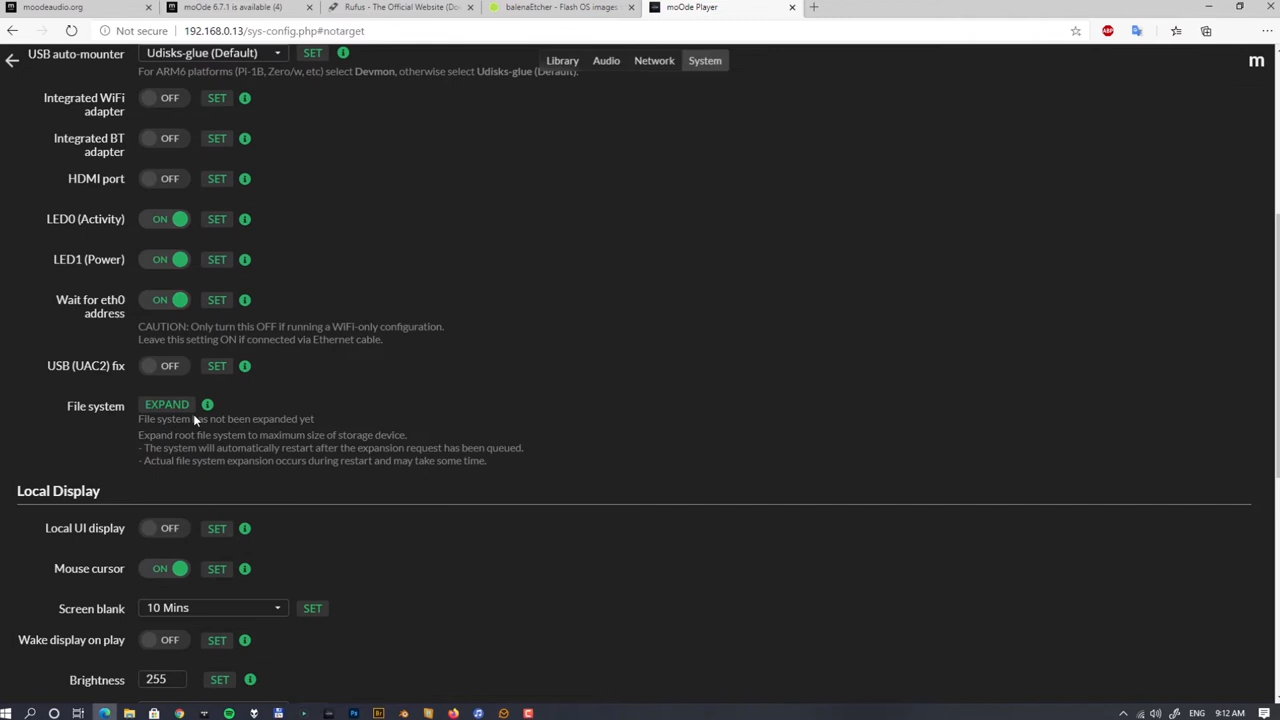 moodeaudio.org
moOde 6.7.1 is available (4)
Rufus - The Official Website (Do
balenaEtcher - Flash OS images
moOde Player
Not secure
192.168.0.13/sys-config.php#notarget
ABP
USB auto-mounter
Udisks-glue (Default)
SET
Library
Audio
Network
System
m
For ARM6 platforms (Pi-1B, Zero/w, etc) select Devmon, otherwise select Udisks-glue (Default).
Integrated WiFi
adapter
OFF
SET
Integrated BT
adapter
OFF
SET
HDMI port
OFF
SET
LED0 (Activity)
ON
SET
LED1 (Power)
ON
SET
Wait for eth0
address
ON
SET
CAUTION: Only turn this OFF if running a WiFi-only configuration.
Leave this setting ON if connected via Ethernet cable.
USB (UAC2) fix
OFF
SET
File system
EXPAND
File system has not been expanded yet
Expand root file system to maximum size of storage device.
- The system will automatically restart after the expansion request has been queued.
- Actual file system expansion occurs during restart and may take some time.
Local Display
Local UI display
OFF
SET
Mouse cursor
ON
SET
Screen blank
10 Mins
SET
Wake display on play
OFF
SET
Brightness
255
SET
ENG
9:12 AM